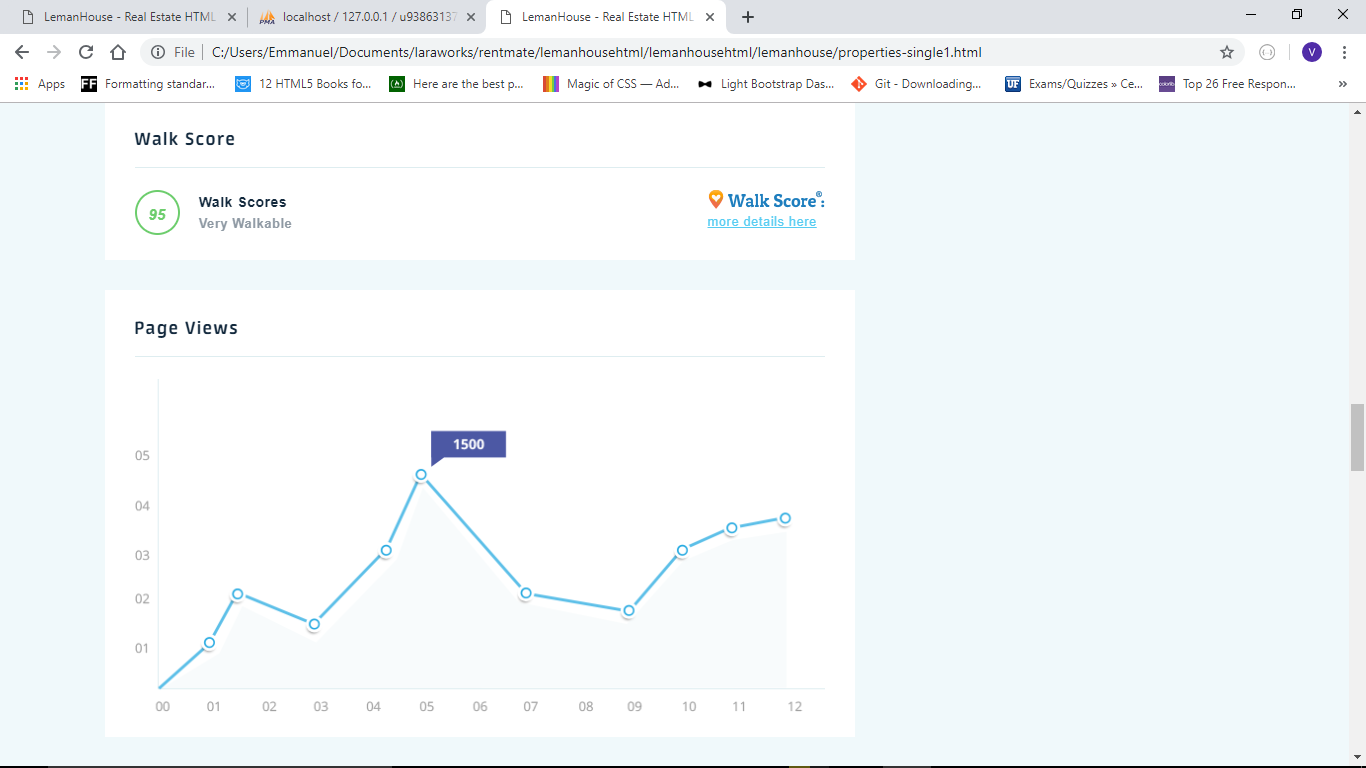 LemanHouse - Real Estate HTML
localhost / 127.0.0.1 / u93863137
LemanHouse - Real Estate HTML
File
C:/Users/Emmanuel/Documents/laraworks/rentmate/lemanhousehtml/lemanhousehtml/lemanhouse/properties-single1.html
V
Apps
FF Formatting standar...
12 HTML5 Books fo...
Here are the best p...
Magic of CSS — Ad...
Light Bootstrap Das...
Git - Downloading...
UF Exams/Quizzes » Ce...
Top 26 Free Respon...
»
Walk Score
95
Walk Scores
Very Walkable
Walk Score®:
more details here
Page Views
1500
05
04
03
02
01
00 01 02 03 04 05 06 07 08 09 10 11 12